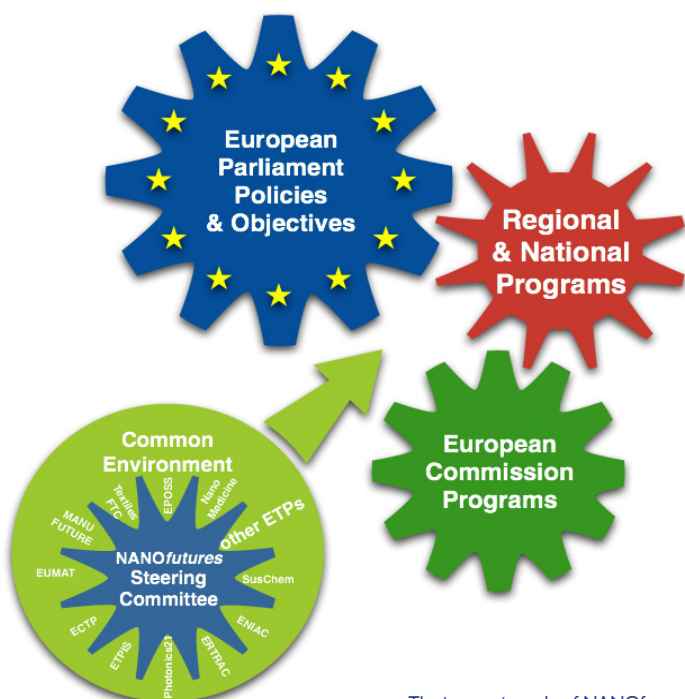 European
Parliament
Policies
& Objectives
Regional
& National
Programs
European
Commission
Programs
Common
Environment
EPOSS
Nano
Medicine
other ETPs
SusChem
ENIAC
ERTRAC
Photonics21
ETPIS
ECTP
EUMAT
MANU
FUTURE
Textiles
FTC
NANOfutures
Steering
Committee